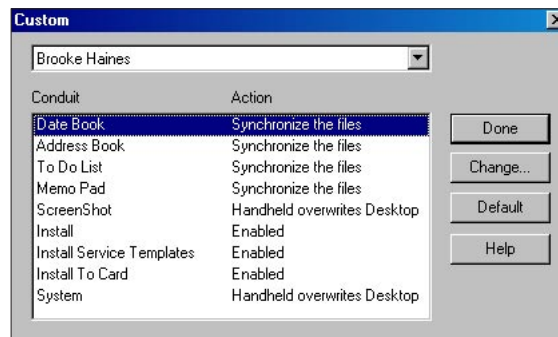 Custom
Brooke Haines
Conduit Action
Date Book Synchronize the files
Address Book Synchronize the files
To Do List Synchronize the files
Memo Pad Synchronize the files
ScreenShot Handheld overwrites Desktop
Install Enabled
Install Service Templates Enabled
Install To Card Enabled
System Handheld overwrites Desktop
Done
Change...
Default
Help